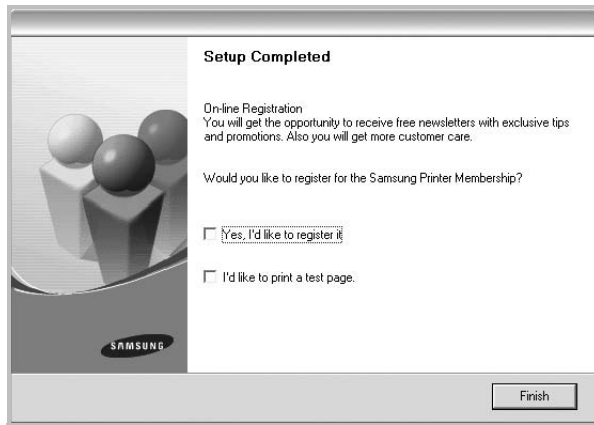 Setup Completed
On-line Registration
You will get the opportunity to receive free newsletters with exclusive tips
and promotions. Also you will get more customer care.
Would you like to register for the Samsung Printer Membership?
Yes, I'd like to register it
I'd like to print a test page.
SAMSUNG
Finish